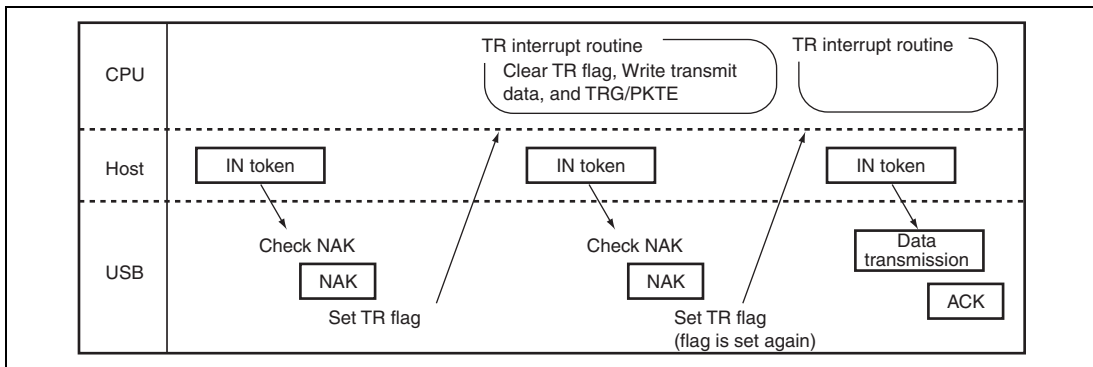 CPU
TR interrupt routine
Clear TR flag, Write transmit
data, and TRG/PKTE
TR interrupt routine
Host
IN token
IN token
IN token
USB
Check NAK
NAK
Set TR flag
Check NAK
NAK
Set TR flag
(flag is set again)
Data
transmission
ACK